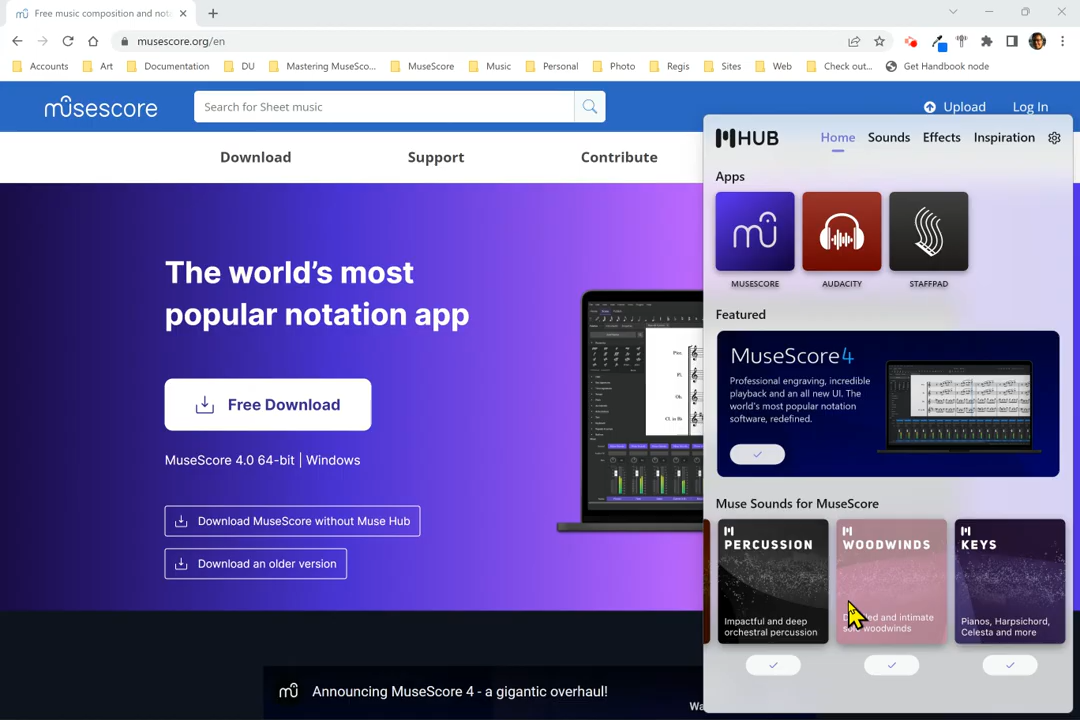 Free music composition and nota
musescore.org/en
Accounts
Art
Documentation
DU
Mastering MuseSco...
MuseScore
Music
Personal
Photo
Regis
Sites
Web
Check out...
Get Handbook node
musescore
Search for Sheet music
Upload
Log In
Download
Support
Contribute
The world's most
popular notation app
Free Download
MuseScore 4.0 64-bit | Windows
Download MuseScore without Muse Hub
Download an older version
Announcing MuseScore 4 - a gigantic overhaul!
HUB
Home
Sounds
Effects
Inspiration
Apps
MUSESCORE
AUDACITY
STAFFPAD
Featured
MuseScore4
Professional engraving, incredible
playback and an all new UI. The
world's most popular notation
software, redefined.
Muse Sounds for MuseScore
PERCUSSION
Impactful and deep
orchestral percussion
WOODWINDS
and intimate
woodwinds
KEYS
Pianos, Harpsichord,
Celesta and more